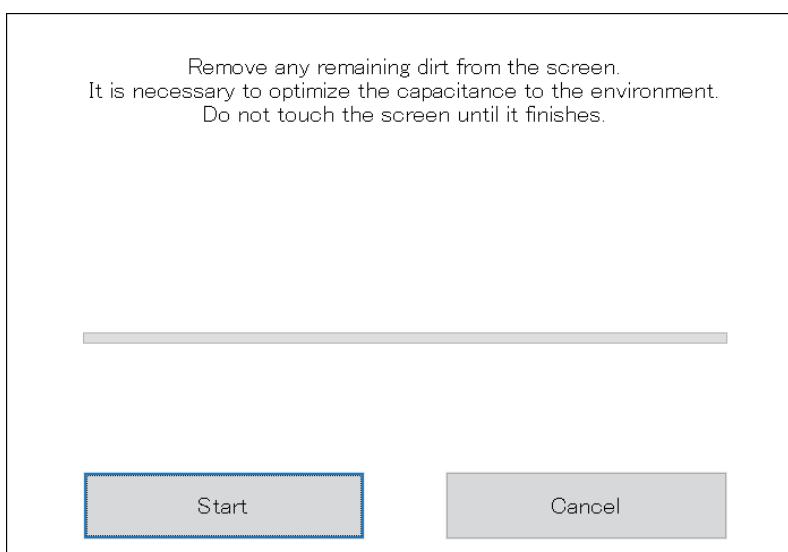 Remove any remaining dirt from the screen.
It is necessary to optimize the capacitance to the environment.
Do not touch the screen until it finishes.
Start
Cancel